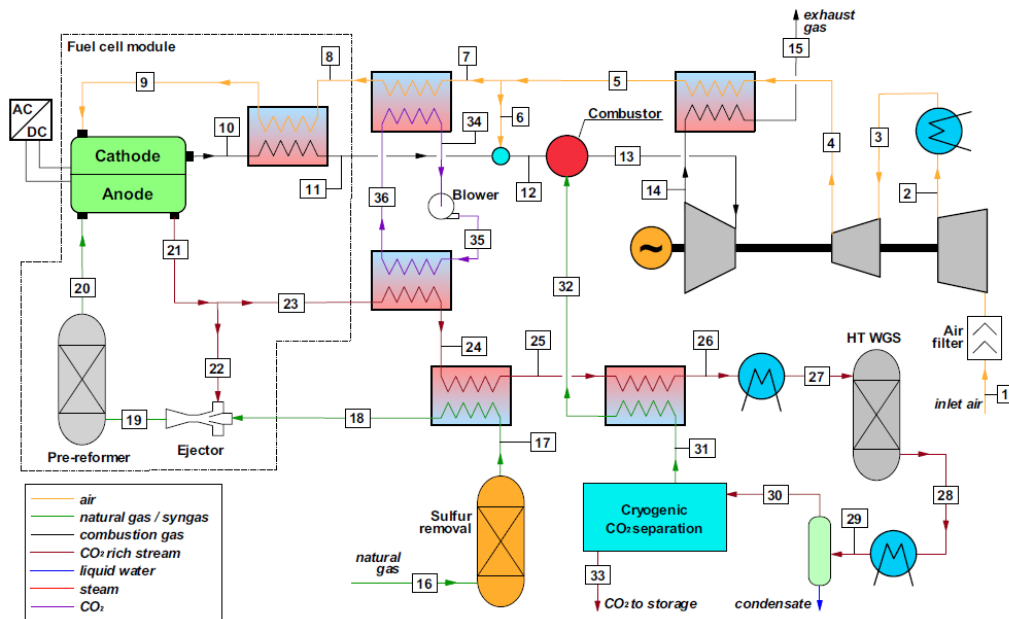 exhaust
gas
Fuel cell module
8
7
5
15
9
AC
DC
10
34
6
Combustor
3
4
Cathode
13
2
Anode
11
12
14
36
Blower
21
35
20
23
32
24
25
26
HT WGS
Air
filter
22
27
18
1
19
17
inlet air
Pre-reformer
Ejector
31
air
natural gas / syngas
combustion gas
CO₂ rich stream
liquid water
steam
CO₂
Sulfur
removal
Cryogenic
CO₂ separation
30
28
29
natural
gas
16
33
CO₂ to storage
condensate